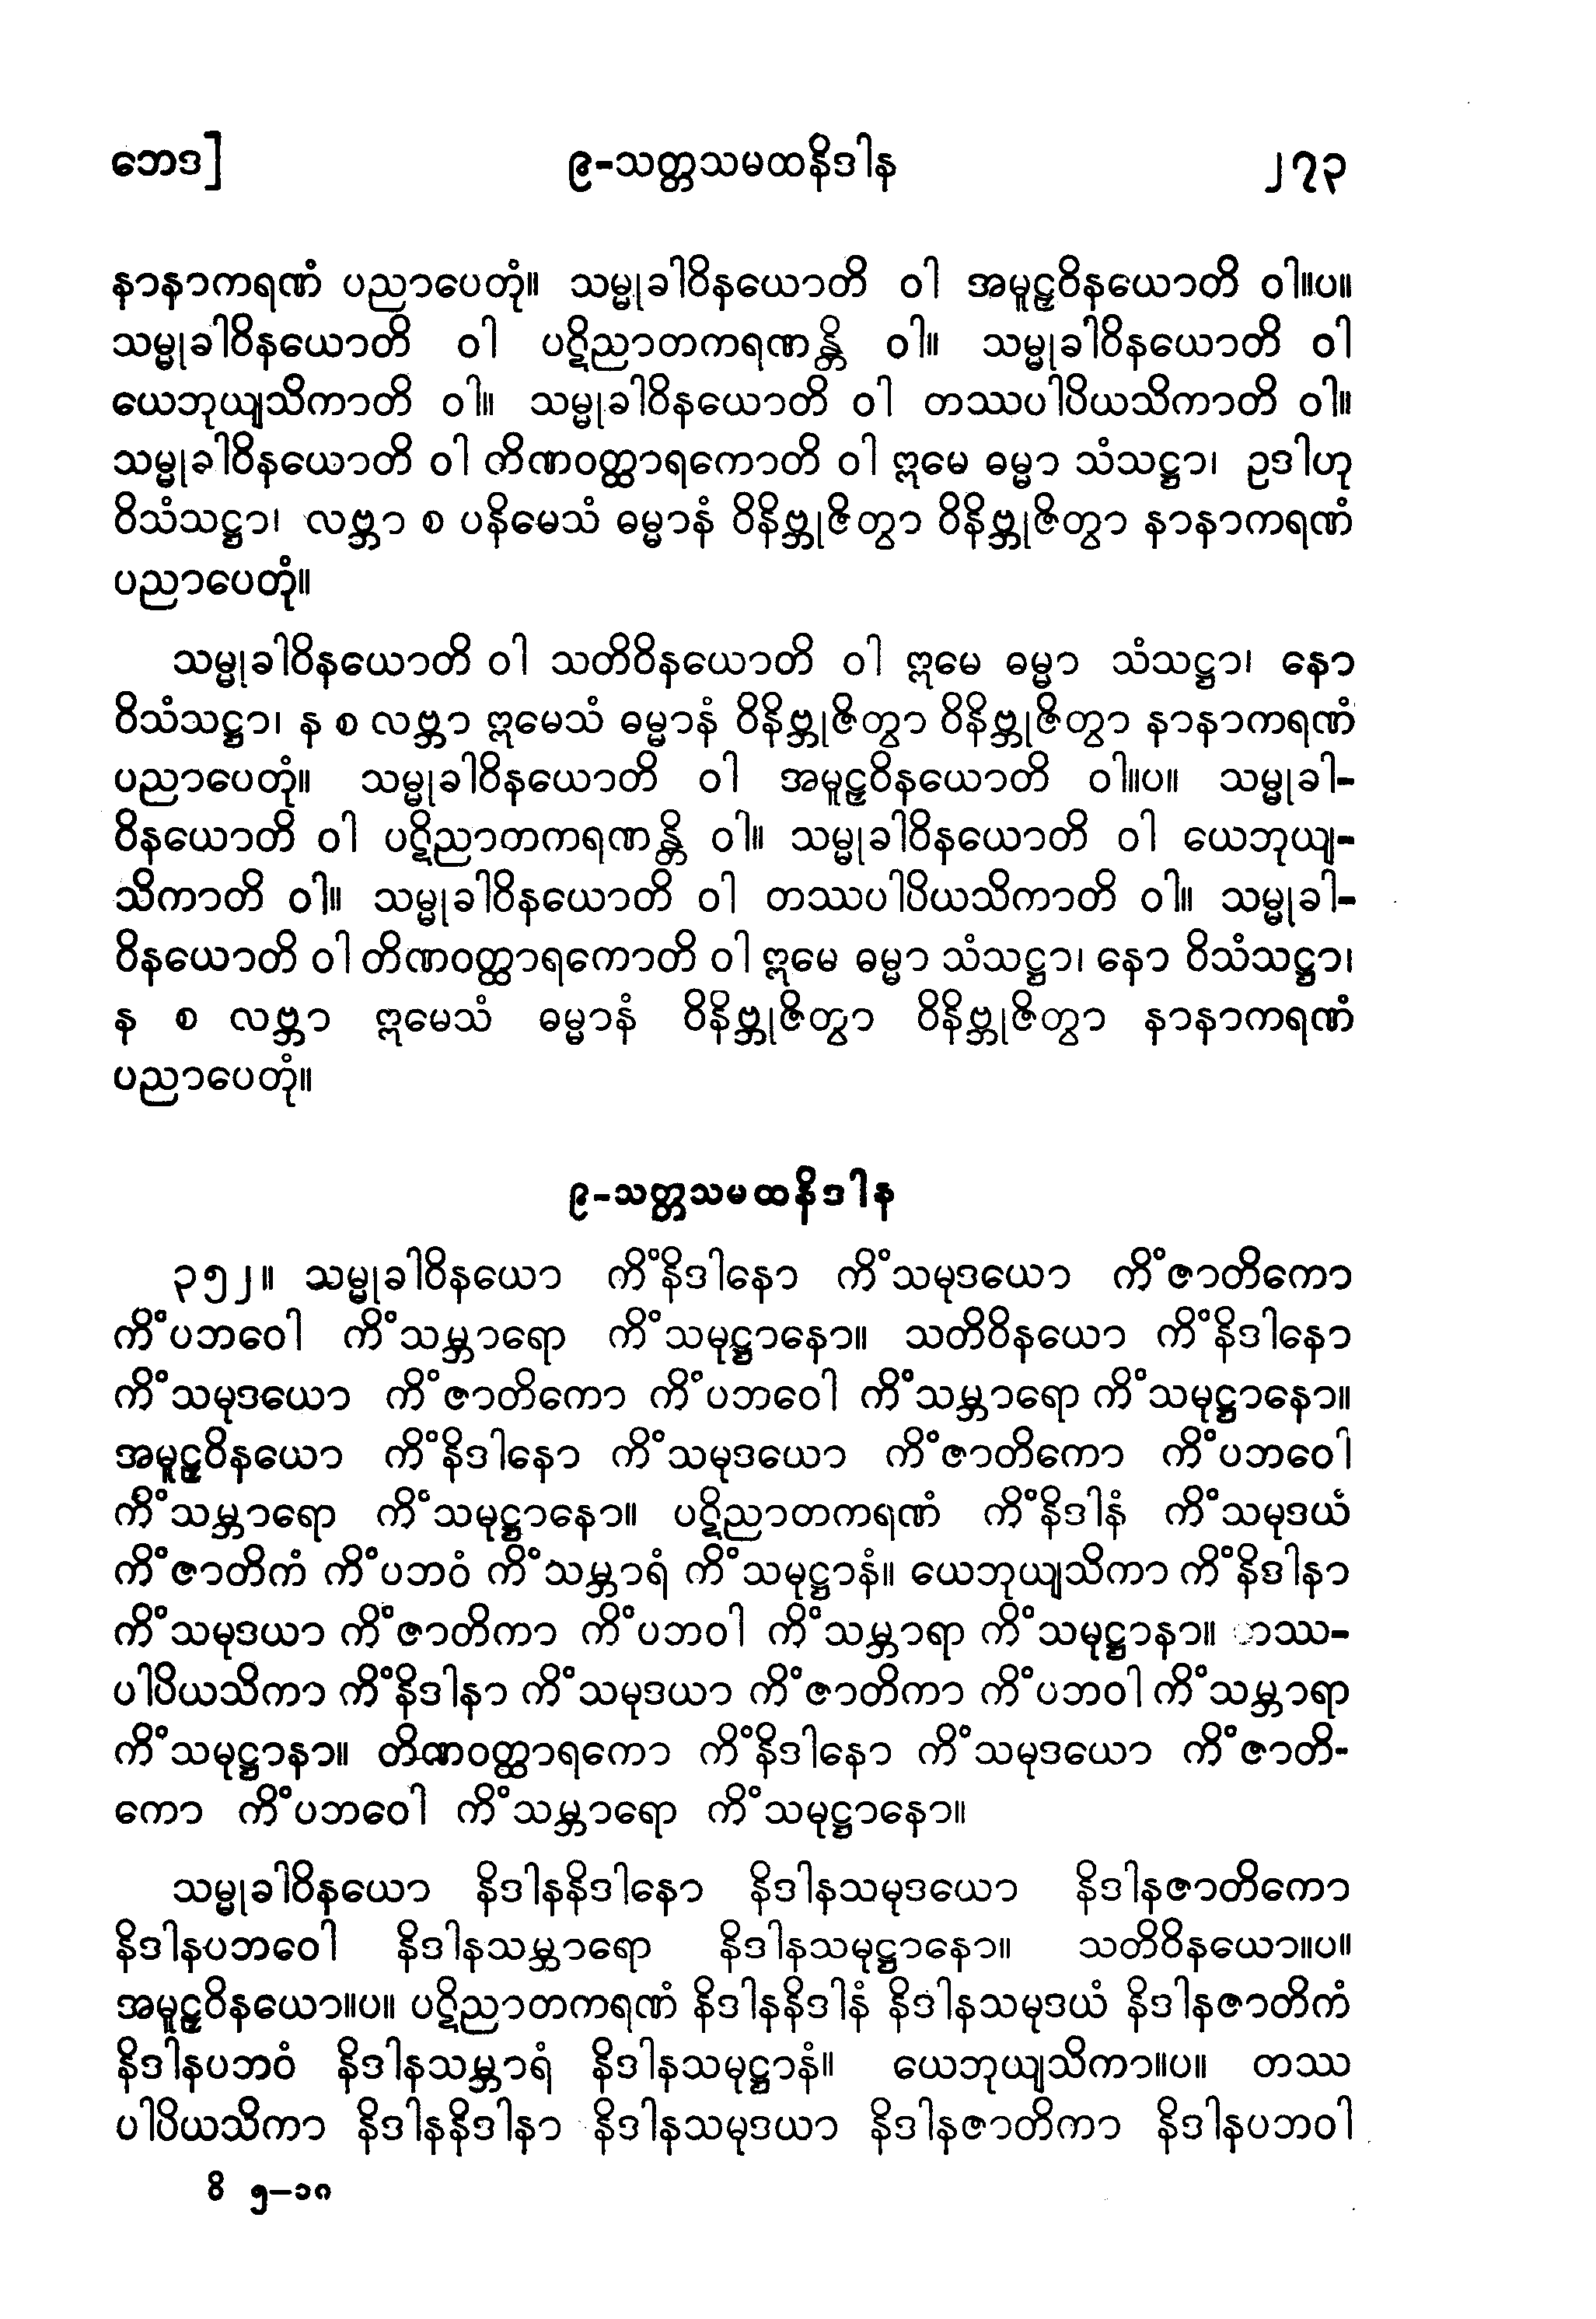 ဘေဒ] ၉-သတ္တသမထနိဒါန ၂၇၃
နာနာကရဏံ ပညာပေတုံ။ သမ္မုခါဝိနယောတိ ဝါ အမူဠှဝိနယောတိ ဝါ။ပ။
သမ္မုခါဝိနယောတိ ဝါ ပဋိညာတကရဏန္တိ ဝါ။ သမ္မုခါဝိနယောတိ ဝါ
ယေဘုယျသိကာတိ ဝါ။ သမ္မုခါဝိနယောတိ ဝါ တဿပါပိယသိကာတိ ဝါ။
သမ္မုခါဝိနယောတိ ဝါ တိဏဝတ္ထာရကောတိ ဝါ ဣမေ ဓမ္မာ သံသဋ္ဌာ၊ ဥဒါဟု
ဝိသံသဋ္ဌာ၊ လဗ္ဘာ စ ပနိမေသံ ဓမ္မာနံ ဝိနိဗ္ဘုဇိတွာ ဝိနိဗ္ဘုဇိတွာ နာနာကရဏံ
ပညာပေတုံ။
သမ္မုခါဝိနယောတိ ဝါ သတိဝိနယောတိ ဝါ ဣမေ ဓမ္မာ သံသဋ္ဌာ၊ နော
ဝိသံသဋ္ဌာ၊ န စ လဗ္ဘာ ဣမေသံ ဓမ္မာနံ ဝိနိဗ္ဘုဇိတွာ ဝိနိဗ္ဘုဇိတွာ နာနာကရဏံ
ပညာပေတုံ။ သမ္မုခါဝိနယောတိ ဝါ အမူဠှဝိနယောတိ ဝါ။ပ။ သမ္မုခါ-
ဝိနယောတိ ဝါ ပဋိညာတကရဏန္တိ ဝါ။ သမ္မုခါဝိနယောတိ ဝါ ယေဘုယျ-
သိကာတိ ဝါ။ သမ္မုခါဝိနယောတိ ဝါ တဿပါပိယသိကာတိ ဝါ။ သမ္မုခါ-
ဝိနယောတိ ဝါ တိဏဝတ္ထာရကောတိ ဝါ ဣမေ ဓမ္မာ သံသဋ္ဌာ၊ နော ဝိသံသဋ္ဌာ၊
န စ လဗ္ဘာ ဣမေသံ ဓမ္မာနံ ဝိနိဗ္ဘုဇိတွာ ဝိနိဗ္ဘုဇိတွာ နာနာကရဏံ
ပညာပေတုံ။
၉-သတ္တသမထနိဒါန
၃၅၂။ သမ္မုခါဝိနယော ကိံနိဒါနော ကိံသမုဒယော ကိံဇာတိကော
ကိံပဘဝေါ ကိံသမ္ဘာရော ကိံသမုဋ္ဌာနော။ သတိဝိနယော ကိံနိဒါနော
ကိံသမုဒယော ကိံဇာတိကော ကိံပဘဝေါ ကိံသမ္ဘာရော ကိံသမုဋ္ဌာနော။
အမူဠှဝိနယော ကိံနိဒါနော ကိံသမုဒယော ကိံဇာတိကော ကိံပဘဝေါ
ကိံသမ္ဘာရော ကိံသမုဋ္ဌာနော။ ပဋိညာတကရဏံ ကိံနိဒါနံ ကိံသမုဒယံ
ကိံဇာတိကံ ကိံပဘဝံ ကိံသမ္ဘာရံ ကိံသမုဋ္ဌာနံ။ ယေဘုယျသိကာ ကိံနိဒါနာ
ကိံသမုဒယာ ကိံဇာတိကာ ကိံပဘဝါ ကိံသမ္ဘာရာ ကိံသမုဋ္ဌာနာ။ တဿ-
ပါပိယသိကာ ကိံနိဒါနာ ကိံသမုဒယာ ကိံဇာတိကာ ကိံပဘဝါ ကိံသမ္ဘာရာ
ကိံသမုဋ္ဌာနာ။ တိဏဝတ္ထာရကော ကိံနိဒါနော ကိံသမုဒယော ကိံဇာတိ-
ကော ကိံပဘဝေါ ကိံသမ္ဘာရော ကိံသမုဋ္ဌာနော။
သမ္မုခါဝိနယော နိဒါနနိဒါနော နိဒါနသမုဒယော နိဒါနဇာတိကော
နိဒါနပဘဝေါ နိဒါနသမ္ဘာရော နိဒါနသမုဋ္ဌာနော။ သတိဝိနယော။ပ။
အမူဠှဝိနယော။ပ။ ပဋိညာတကရဏံ နိဒါနနိဒါနံ နိဒါနသမုဒယံ နိဒါနဇာတိကံ
နိဒါနပဘဝံ နိဒါနသမ္ဘာရံ နိဒါနသမုဋ္ဌာနံ။ ယေဘုယျသိကာ။ပ။ တဿ
ပါပိယသိကာ နိဒါနနိဒါနာ နိဒါနသမုဒယာ နိဒါနဇာတိကာ နိဒါနပဘဝါ
ဝိ ၅–၁၈